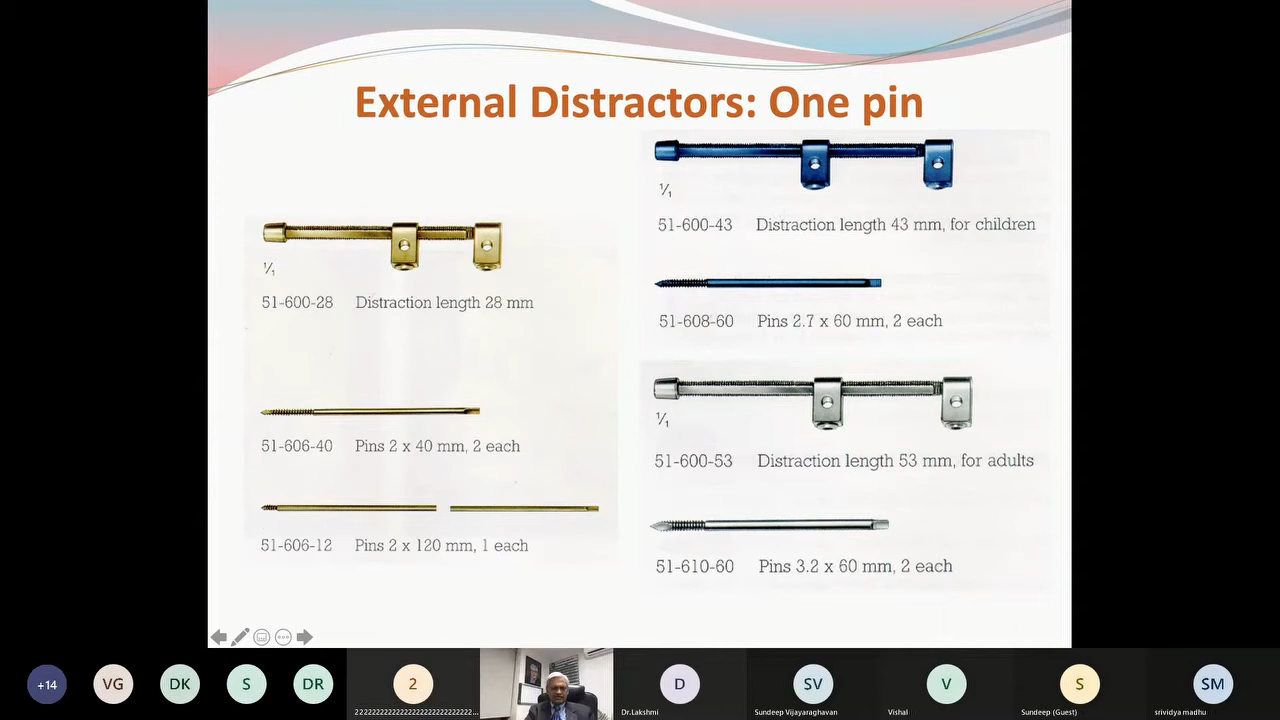 External Distractors: One pin
1/1
51-600-28 Distraction length 28 mm
51-606-40 Pins 2 x 40 mm, 2 each
51-606-12 Pins 2 x 120 mm, 1 each
1/1
51-600-43 Distraction length 43 mm, for children
51-608-60 Pins 2.7 x 60 mm, 2 each
1/1
51-600-53 Distraction length 53 mm, for adults
51-610-60 Pins 3.2 x 60 mm, 2 each
+14
VG
DK
S
DR
2
D
SV
V
S
SM
Dr.Lakshmi
Sundeep Vijayaraghavan
Vishal
Sundeep (Guest)
srividya madhu